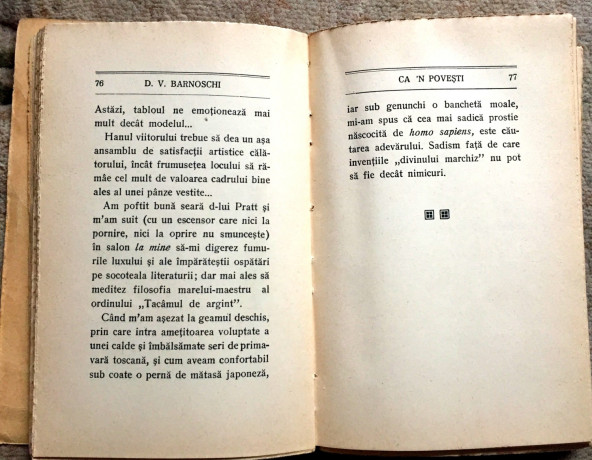 76 D. V. BARNOSCHI
Astăzi, tabloul ne emoționează mai
mult decât modelul...
Hanul viitorului trebue să dea un așa
ansamblu de satisfacții artistice călă-
torului, încât frumusețea locului să ră-
mâe cel mult de valoarea cadrului bine
ales al unei pânze vestite...
Am poftit bună seară d-lui Pratt și
m'am suit (cu un escensor care nici la
pornire, nici la oprire nu smuncește)
în salon la mine să-mi digerez fumu-
rile luxului și ale împărăteștii ospătări
pe socoteala literaturii; dar mai ales să
meditez filosofia marelui-maestru al
ordinului „Tacâmul de argint".
Când m'am așezat la geamul deschis,
prin care intra amețitoarea voluptate a
unei calde și îmbălsămate seri de prima-
vară toscană, și cum aveam confortabil
sub coate o pernă de mătasă japoneză,
CA 'N POVEȘTI 77
iar sub genunchi o banchetă moale,
mi-am spus că cea mai sadică prostie
născocită de homo sapiens, este cău-
tarea adevărului. Sadism față de care
invențiile „divinului marchiz" nu pot
să fie decât nimicuri.